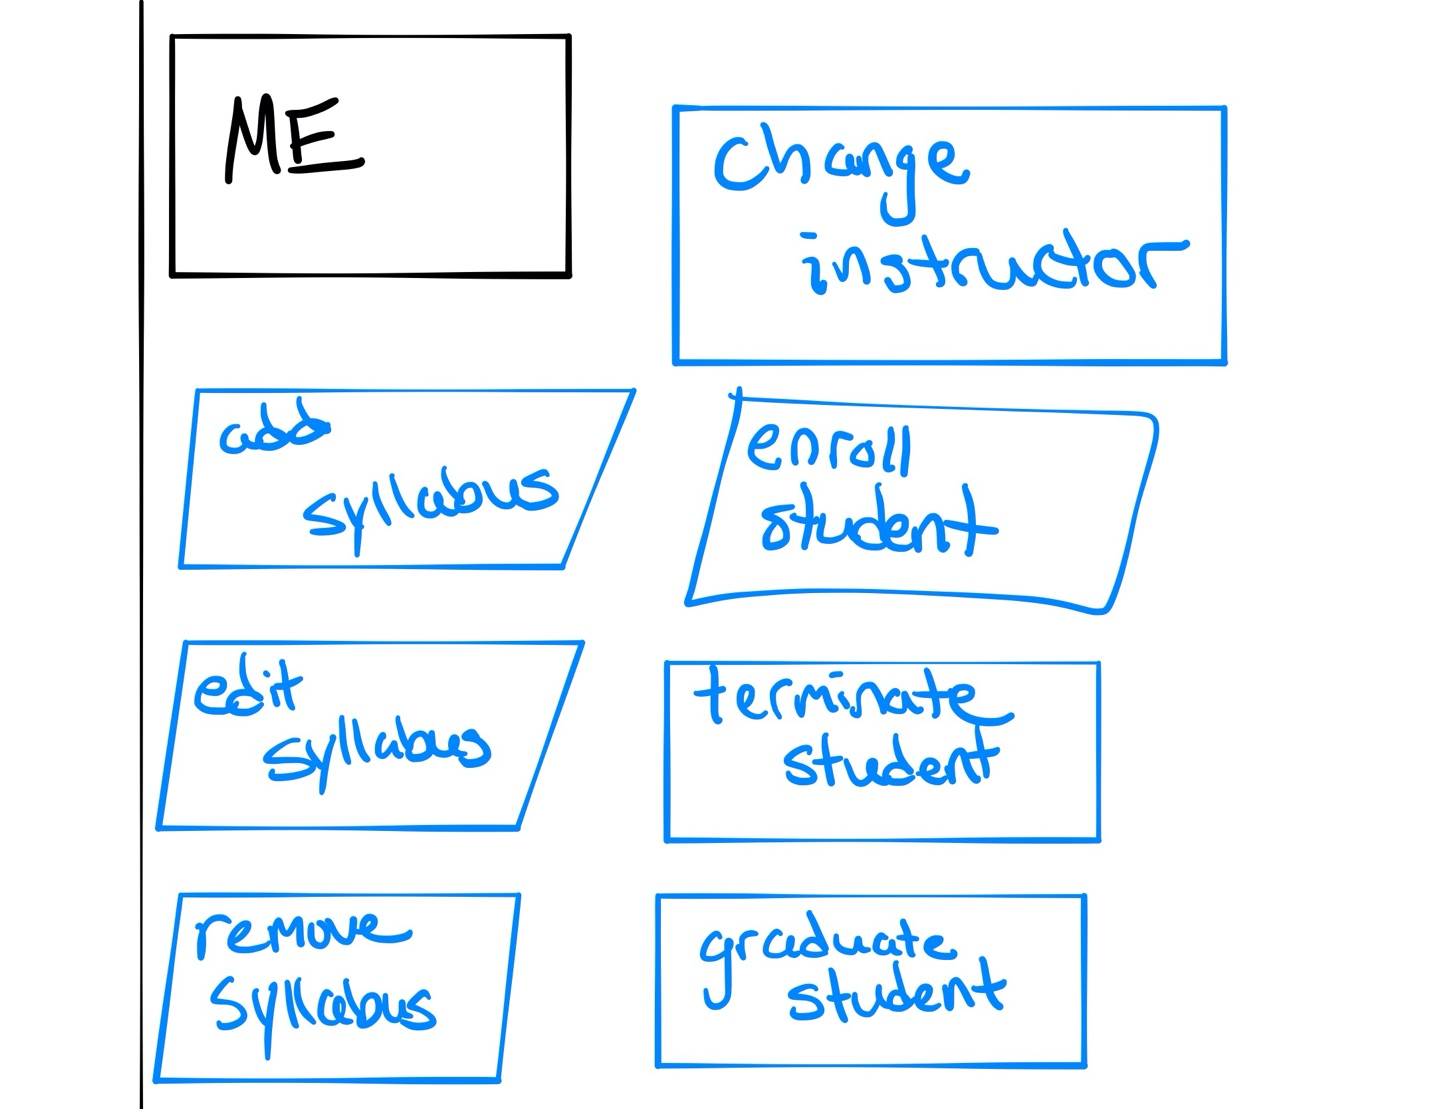 ME
Change
instructor
add
syllabus
enroll
student
edit
syllabus
terminate
student
remove
Syllabus
graduate
student